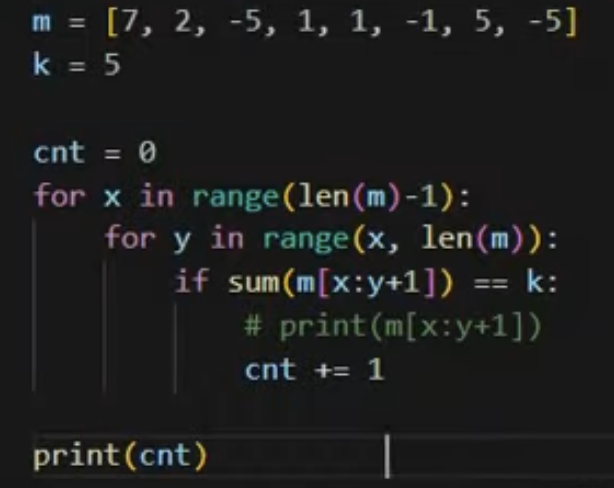 m = [7, 2, -5, 1, 1, -1, 5, -5]
k = 5

cnt = 0
for x in range(len(m)-1):
    for y in range(x, len(m)):
        if sum(m[x:y+1]) == k:
            # print(m[x:y+1])
            cnt += 1

print(cnt)